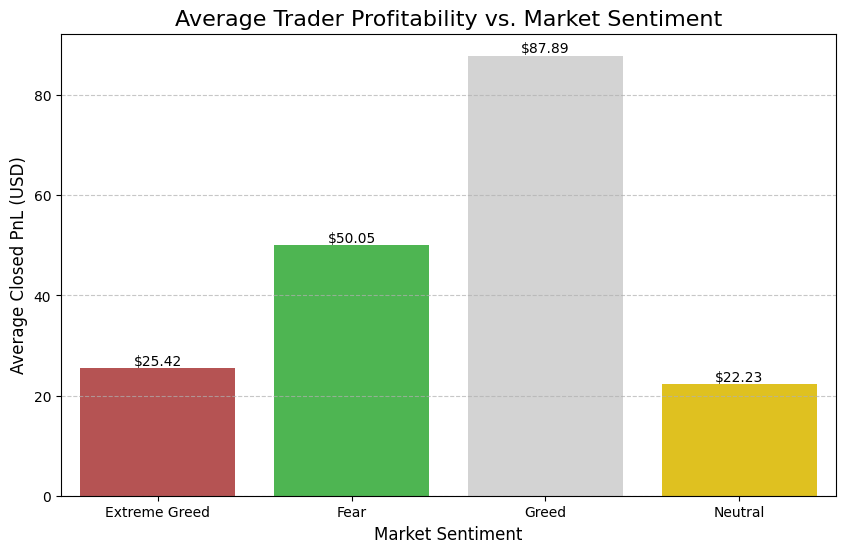 Average Trader Profitability vs. Market Sentiment
Average Closed PnL (USD)
80
60
40
20
0
$25.42
$50.05
$87.89
$22.23
Extreme Greed
Fear
Greed
Neutral
Market Sentiment